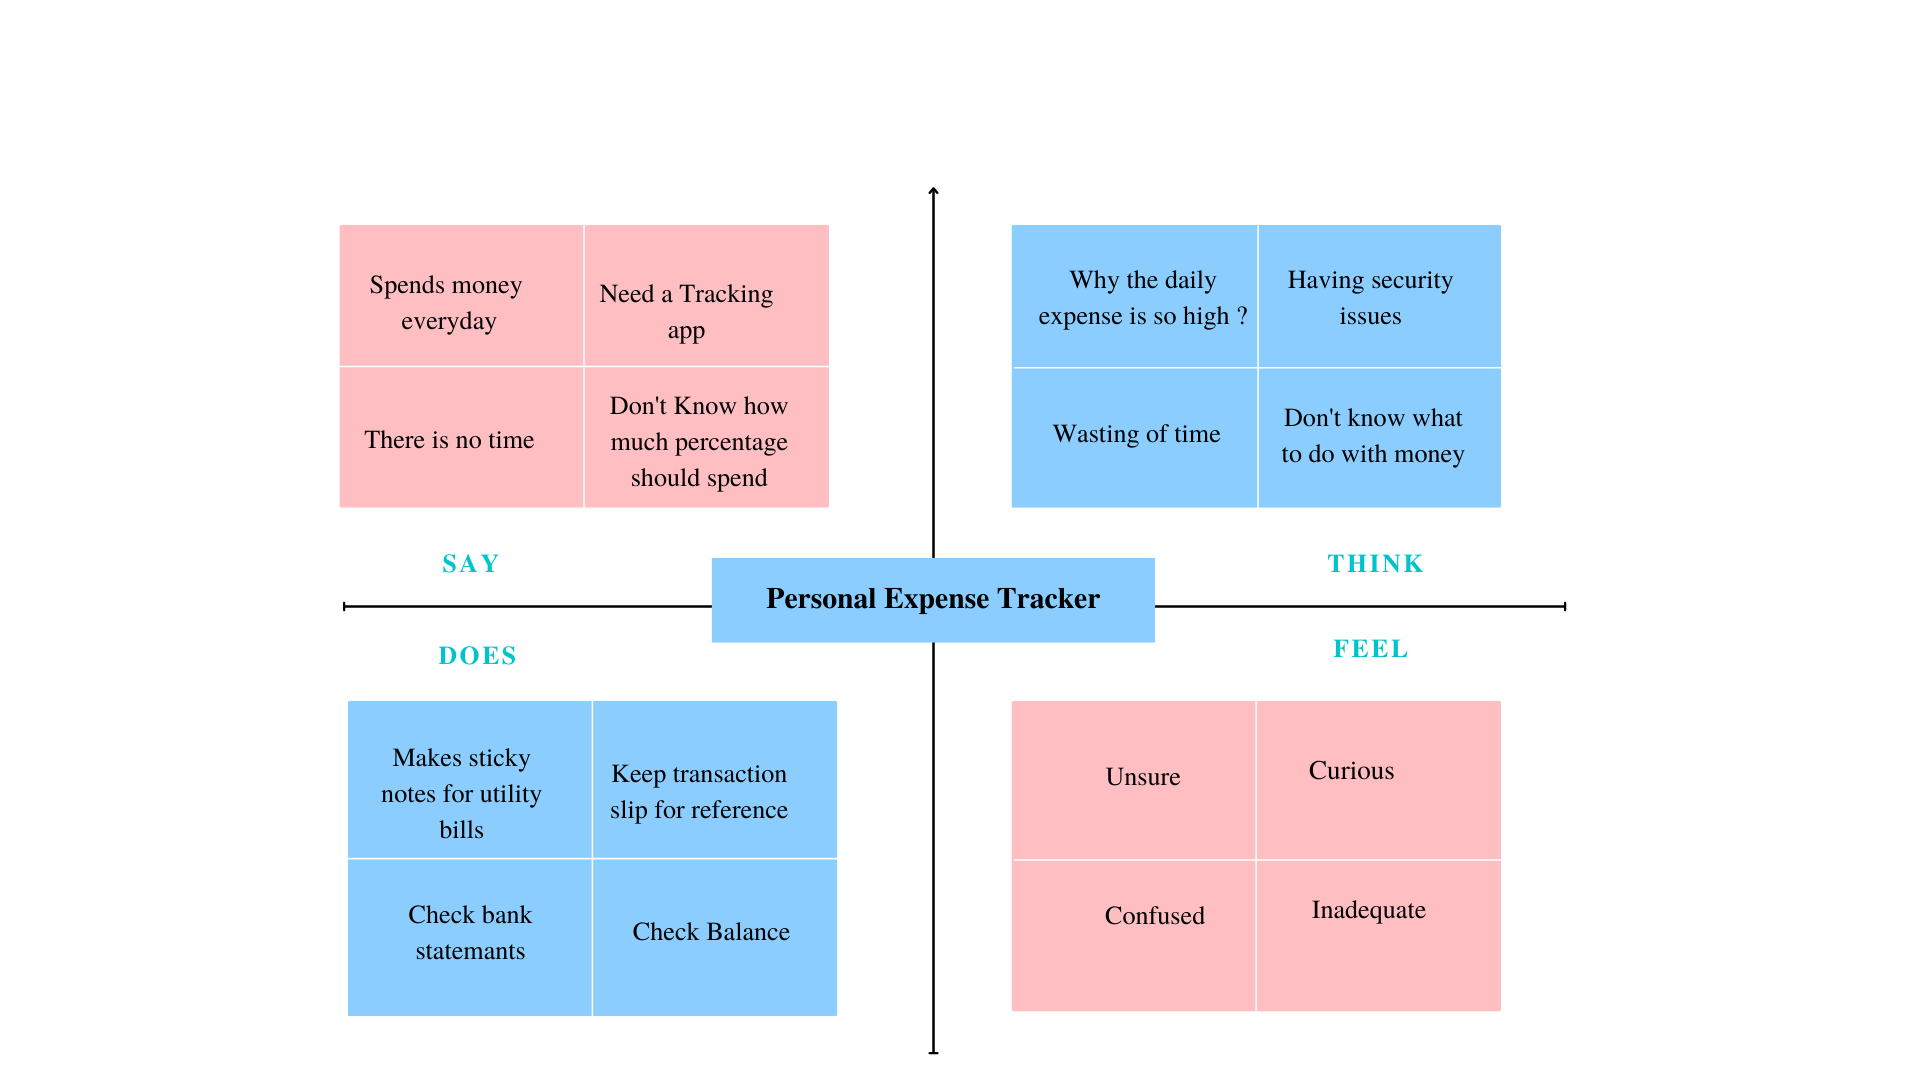 Spends money
everyday
Need a Tracking
app
There is no time
Don't Know how
much percentage
should spend
Why the daily
expense is so high ?
Having security
issues
Wasting of time
Don't know what
to do with money
SAY
THINK
Personal Expense Tracker
DOES
FEEL
Makes sticky
notes for utility
bills
Keep transaction
slip for reference
Check bank
statemants
Check Balance
Unsure
Curious
Confused
Inadequate